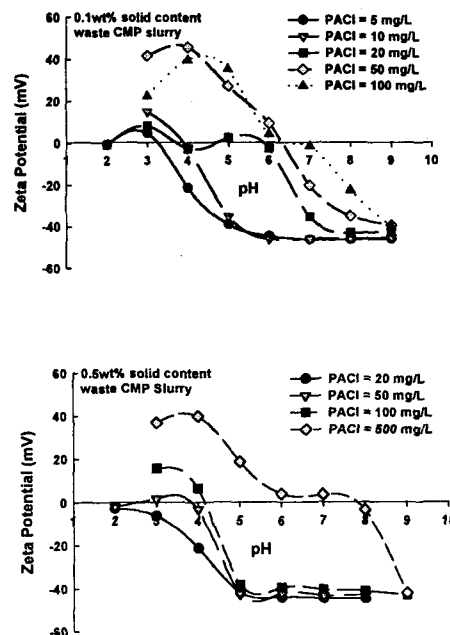 0.1wt% solid content
waste CMP slurry
PACl = 5 mg/L
PACl = 10 mg/L
PACl = 20 mg/L
PACl = 50 mg/L
PACl = 100 mg/L
Zeta Potential (mV)
60
40
20
0
-20
-40
-60
1 2 3 4 5 6 7 8 9 10
pH
0.5wt% solid content
waste CMP Slurry
PACl = 20 mg/L
PACl = 50 mg/L
PACl = 100 mg/L
PACl = 500 mg/L
Zeta Potential (mV)
60
40
20
0
-20
-40
-60
1 2 3 4 5 6 7 8 9 10
pH